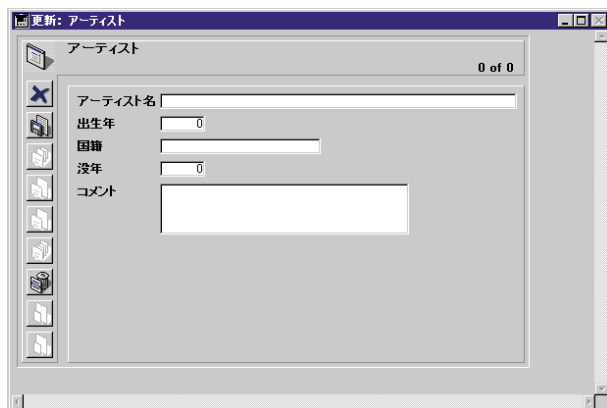 更新: アーティスト
アーティスト
0 of 0
アーティスト名
出生年 0
国籍
没年 0
コメント